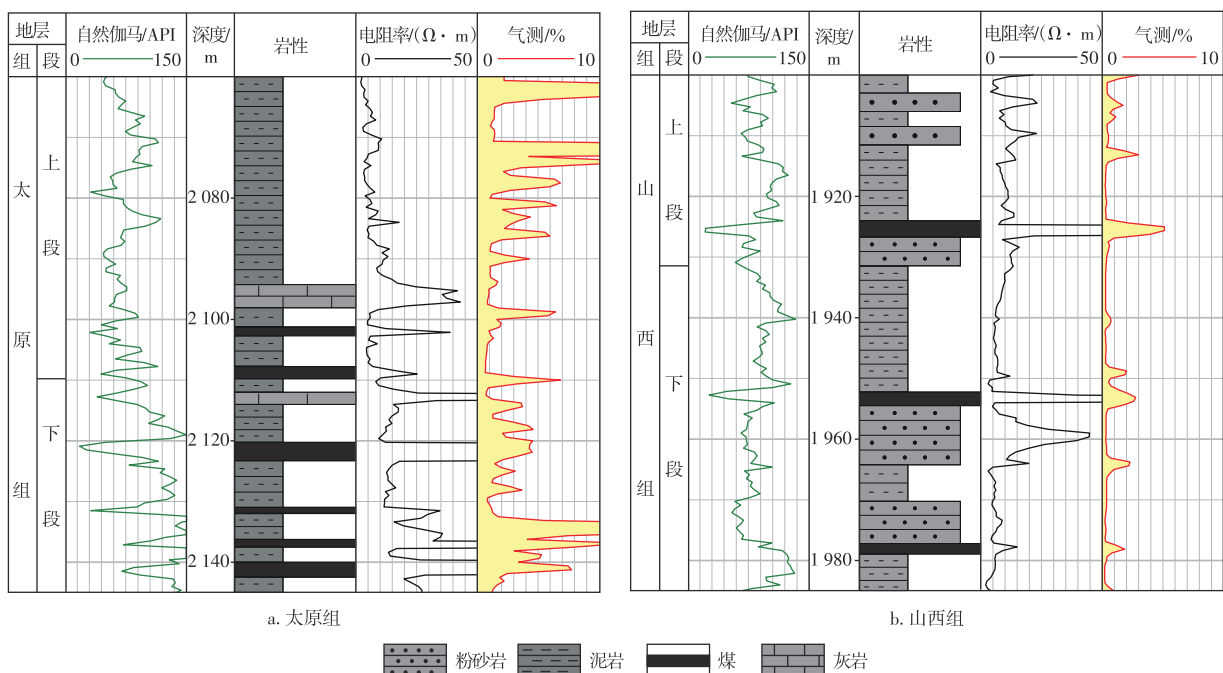 地层
自然伽马/API
深度/
m
岩性
电阻率/(Ω · m)
气测/%
组
段
0
150
0
50
0
10
太
原
组
上
段
下
段
2 080
2 100
2 120
2 140
a. 太原组
地层
自然伽马/API
深度/
m
岩性
电阻率/(Ω · m)
气测/%
组
段
0
150
0
50
0
10
山
西
组
上
段
下
段
1 920
1 940
1 960
1 980
b. 山西组
粉砂岩
泥岩
煤
灰岩